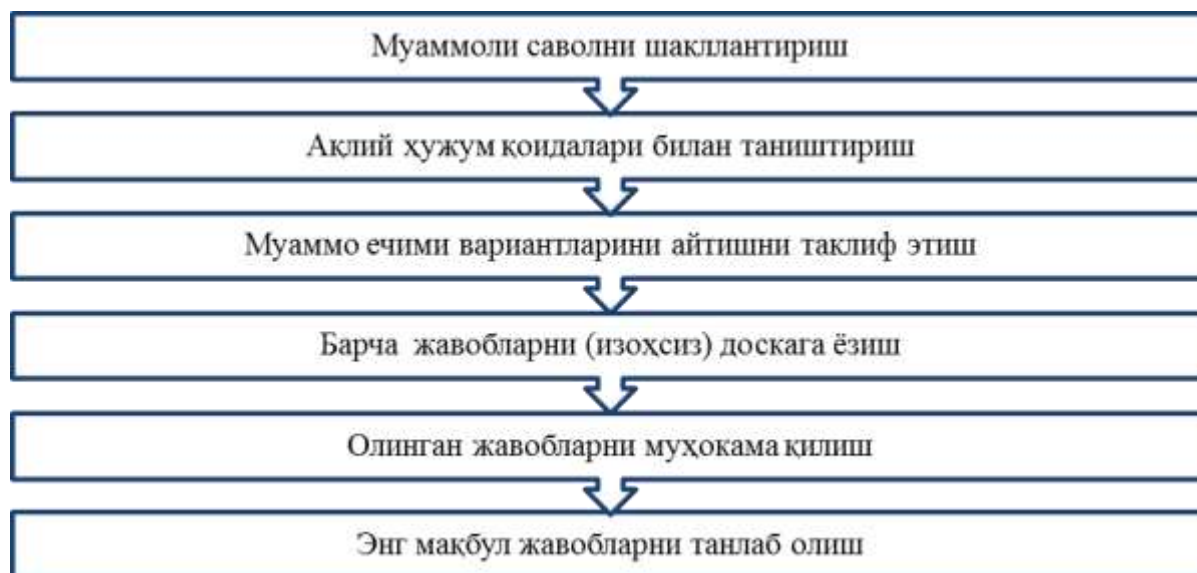 Муаммоли саволни шакллантириш
Ақлий ҳужум қоидалари билан таништириш
Муаммо ечими вариантларини айтишни таклиф этиш
Барча жавобларни (изоҳсиз) доскага ёзиш
Олинган жавобларни муҳокама қилиш
Энг мақбул жавобларни танлаб олиш